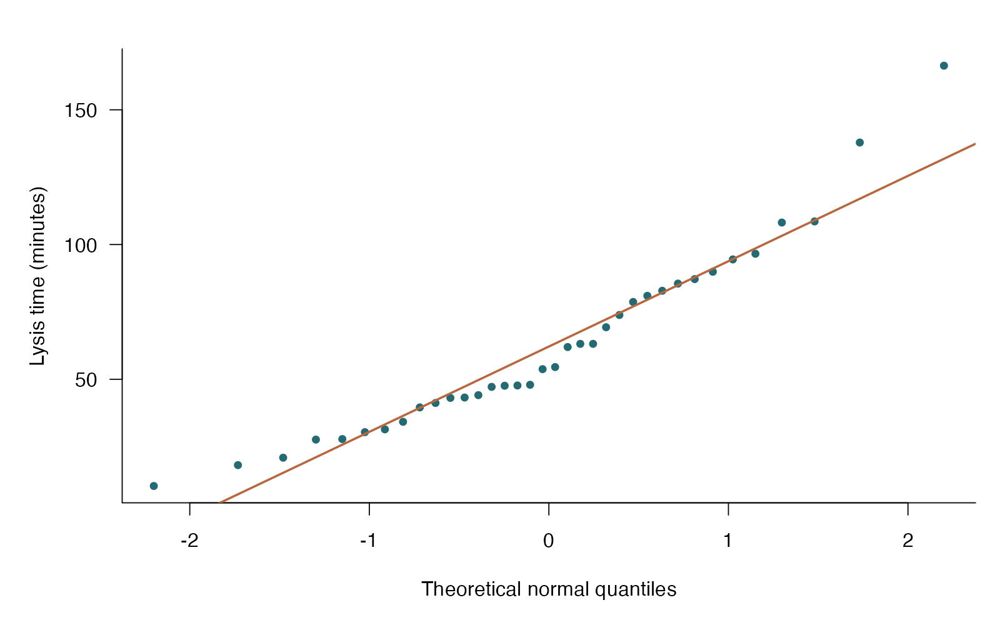 150
100
50
Lysis time (minutes)
-2 -1 0 1 2
Theoretical normal quantiles